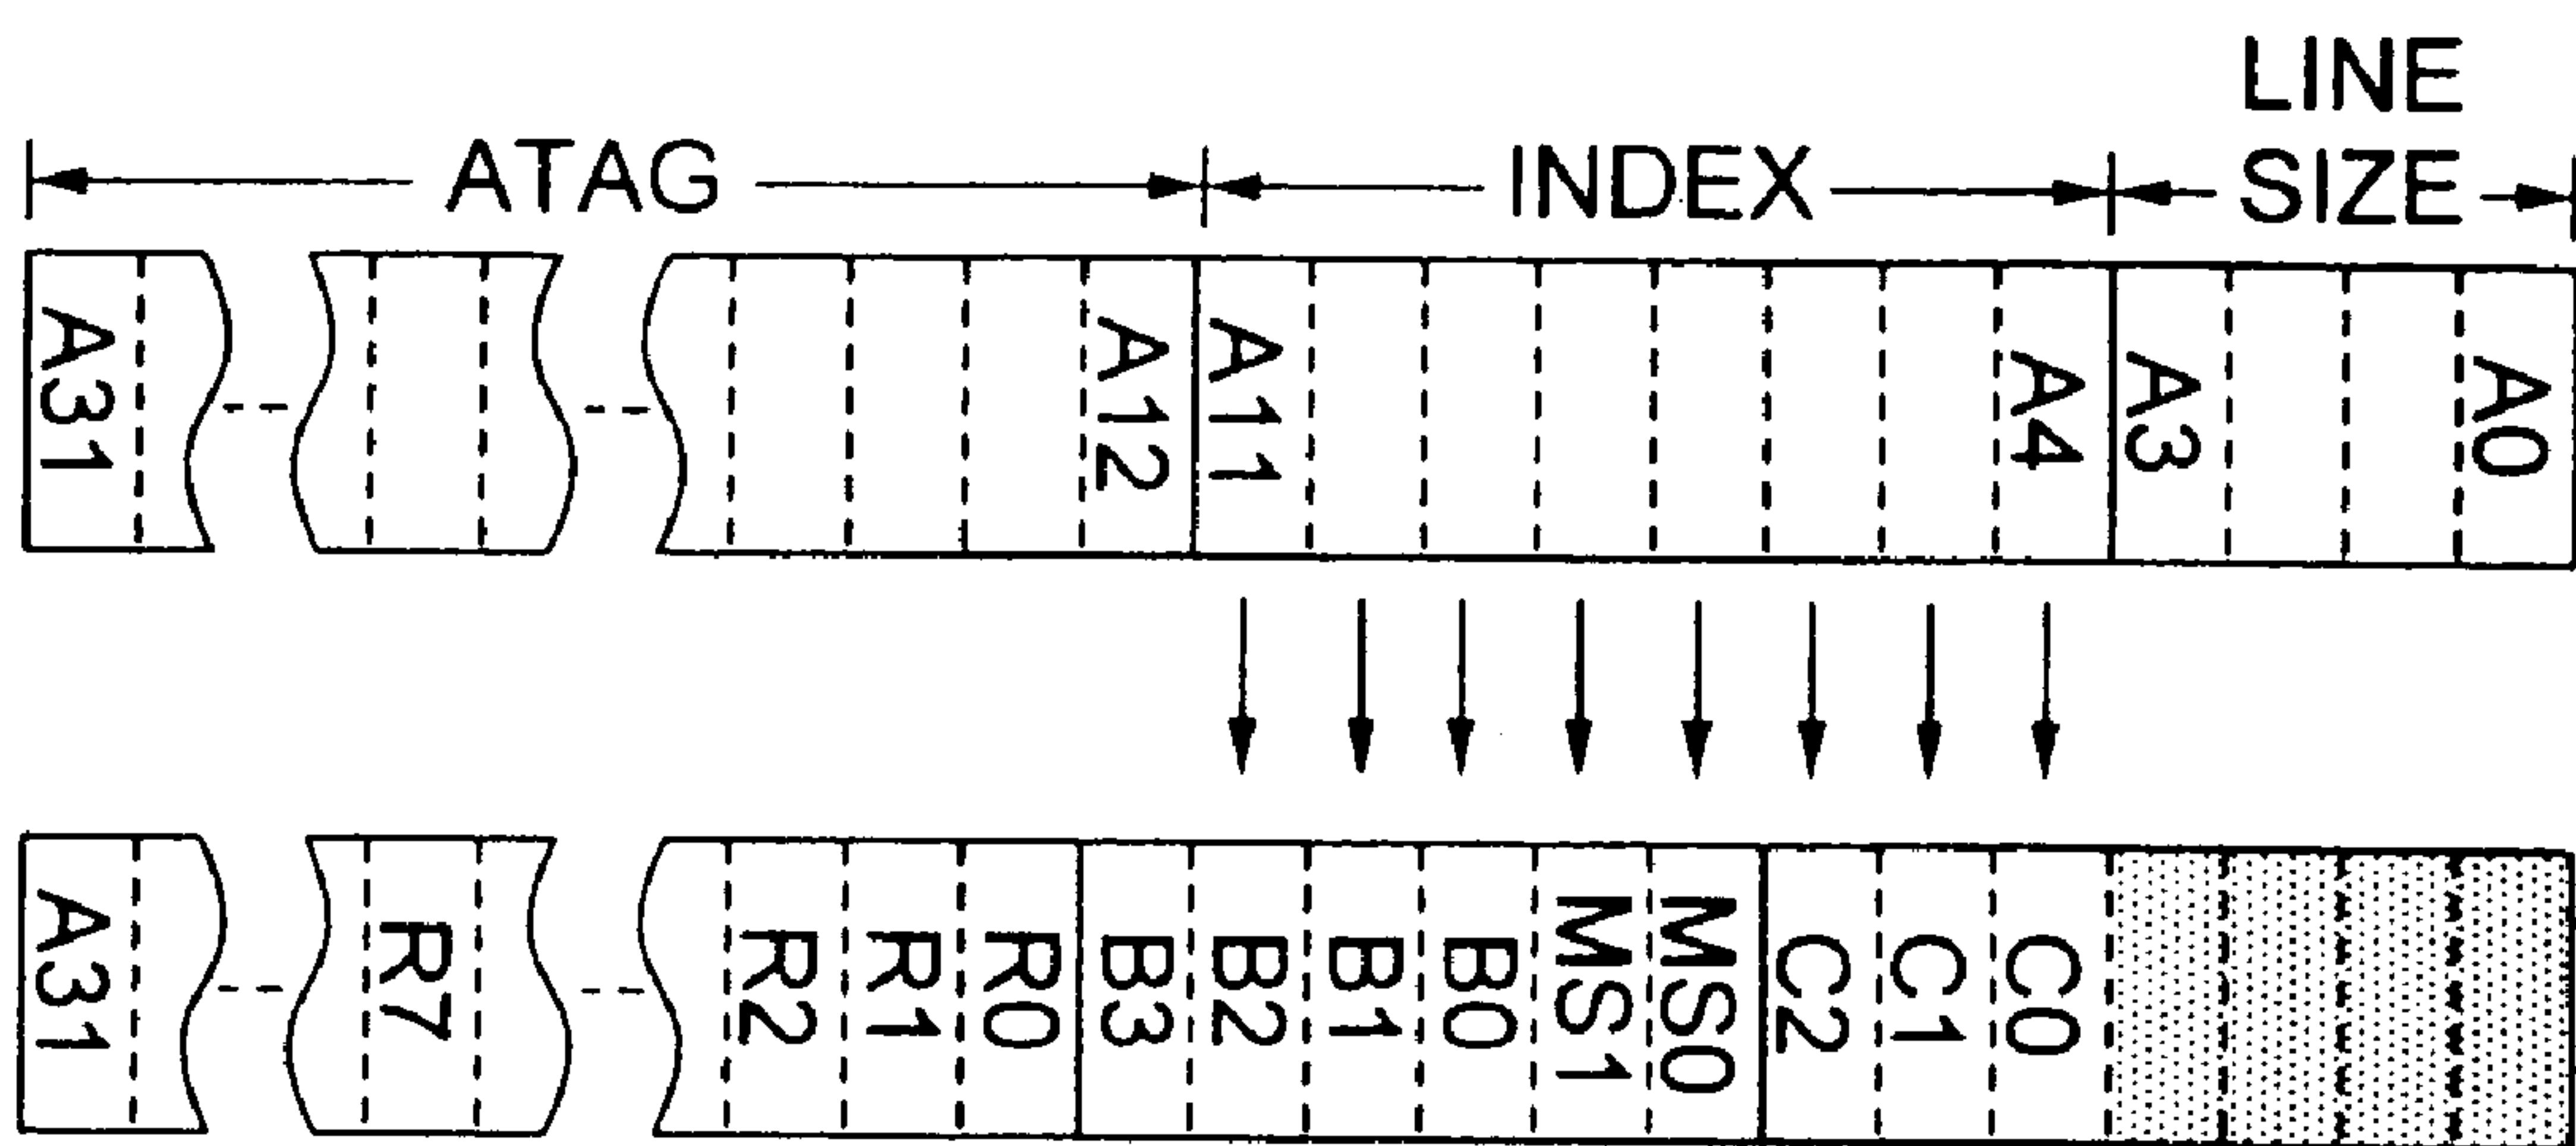 LINE
ATAG INDEX SIZE
A31 A12 A11 A4 A3 A0
A31 R7 R2 R1 R0 B3 B2 B1 B0 MS1 MS0 C2 C1 C0